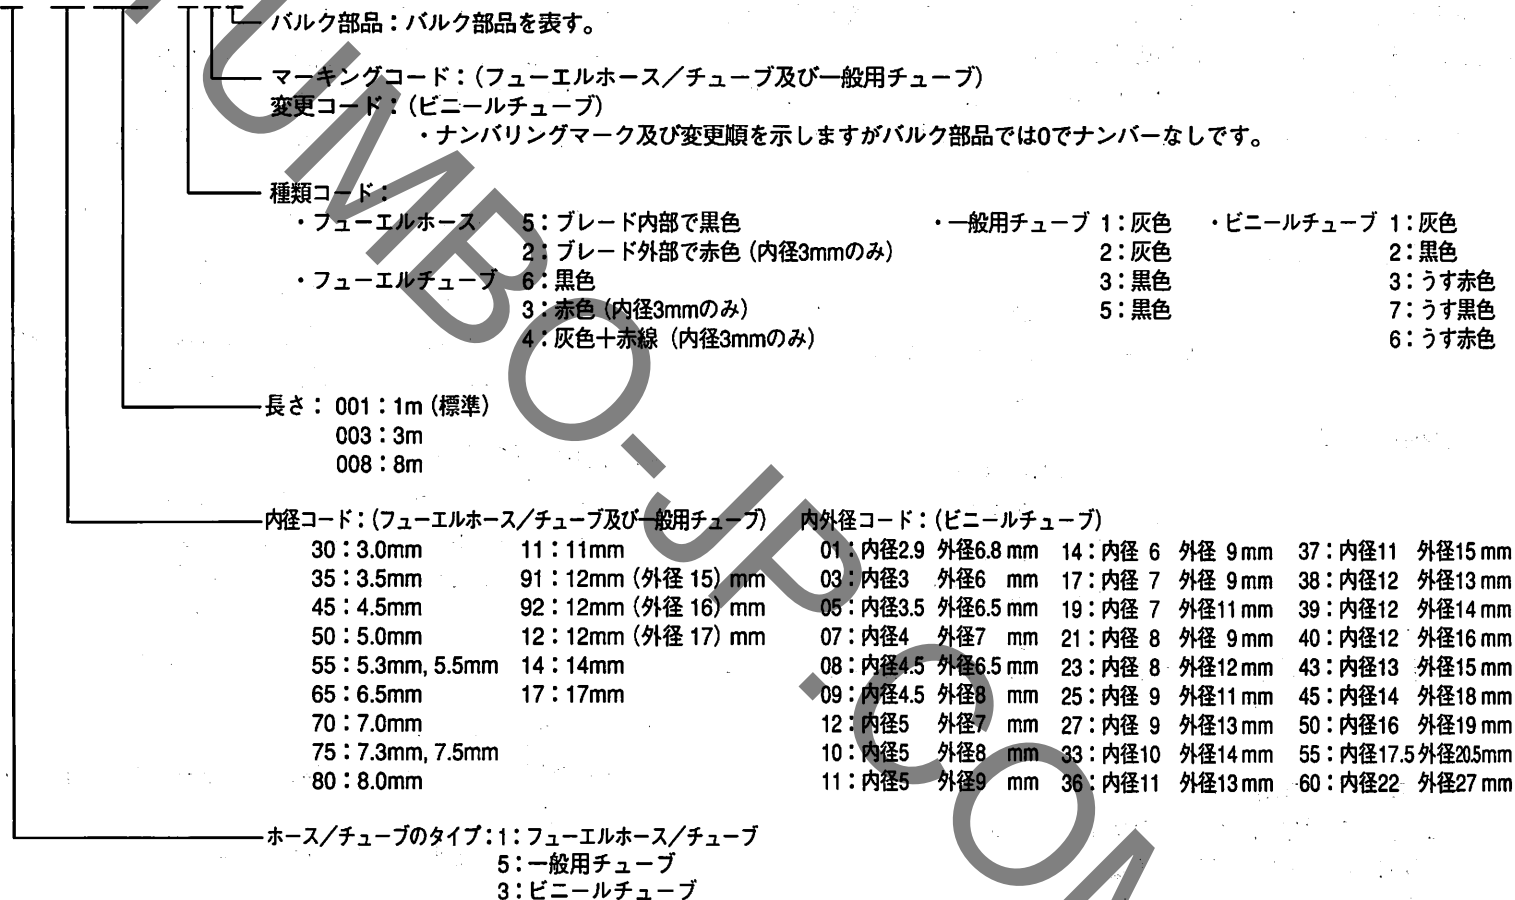 バルク部品：バルク部品を表す。
マーキングコード：（フューエルホース／チューブ及び一般用チューブ）
変更コード：（ビニールチューブ）
・ナンバリングマーク及び変更順を示しますがバルク部品では0でナンバーなしです。
種類コード：
・フューエルホース 5：ブレード内部で黒色 ・一般用チューブ 1：灰色 ・ビニールチューブ 1：灰色
2：ブレード外部で赤色（内径3mmのみ） 2：灰色 2：黒色
・フューエルチューブ 6：黒色 3：黒色 3：うす赤色
3：赤色（内径3mmのみ） 5：黒色 7：うす黒色
4：灰色＋赤線（内径3mmのみ） 6：うす赤色
長さ： 001：1m（標準）
003：3m
008：8m
内径コード：（フューエルホース／チューブ及び一般用チューブ） 内外径コード：（ビニールチューブ）
30：3.0mm 11：11mm 01：内径2.9 外径6.8 mm 14：内径 6 外径 9 mm 37：内径11 外径15 mm
35：3.5mm 91：12mm（外径 15）mm 03：内径3 外径6 mm 17：内径 7 外径 9 mm 38：内径12 外径13 mm
45：4.5mm 92：12mm（外径 16）mm 05：内径3.5 外径6.5 mm 19：内径 7 外径11 mm 39：内径12 外径14 mm
50：5.0mm 12：12mm（外径 17）mm 07：内径4 外径7 mm 21：内径 8 外径 9 mm 40：内径12 外径16 mm
55：5.3mm, 5.5mm 14：14mm 08：内径4.5 外径6.5 mm 23：内径 8 外径12 mm 43：内径13 外径15 mm
65：6.5mm 17：17mm 09：内径4.5 外径8 mm 25：内径 9 外径11 mm 45：内径14 外径18 mm
70：7.0mm 12：内径5 外径7 mm 27：内径 9 外径13 mm 50：内径16 外径19 mm
75：7.3mm, 7.5mm 10：内径5 外径8 mm 33：内径10 外径14 mm 55：内径17.5 外径20.5mm
80：8.0mm 11：内径5 外径9 mm 36：内径11 外径13 mm 60：内径22 外径27 mm
ホース／チューブのタイプ：1：フューエルホース／チューブ
5：一般用チューブ
3：ビニールチューブ
JUMBO-JP.COM